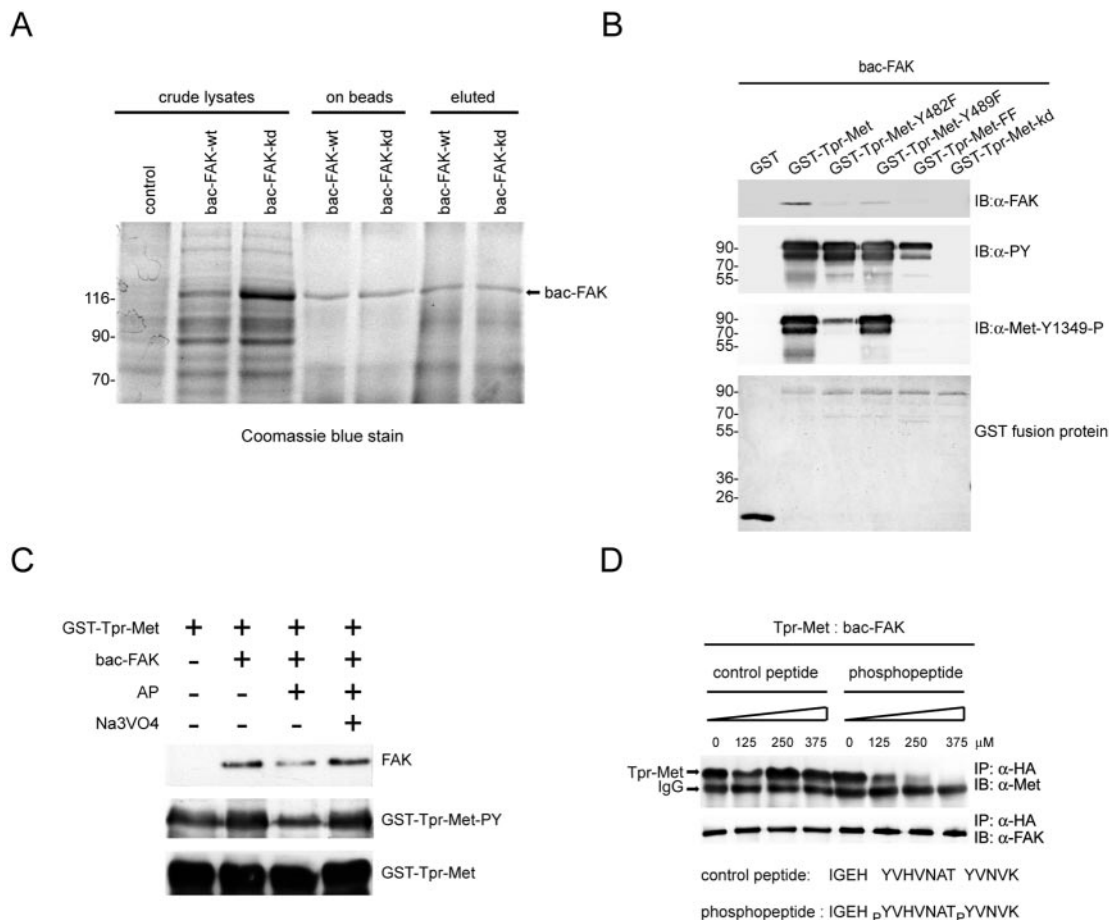 A
crude lysates on beads eluted
control
bac-FAK-wt
bac-FAK-kd
bac-FAK-wt
bac-FAK-kd
bac-FAK-wt
bac-FAK-kd
116-
bac-FAK
90-
70-
Coomassie blue stain
B
bac-FAK
GST
GST-Tpr-Met
GST-Tpr-Met-Y482F
GST-Tpr-Met-Y489F
GST-Tpr-Met-FF
GST-Tpr-Met-kd
IB:α-FAK
90-
70-
55-
IB:α-PY
90-
70-
55-
IB:α-Met-Y1349-P
90-
70-
55-
36-
26-
GST fusion protein
C
GST-Tpr-Met + + + +
bac-FAK - + + +
AP - - + +
Na3VO4 - - - +
FAK
GST-Tpr-Met-PY
GST-Tpr-Met
D
Tpr-Met : bac-FAK
control peptide phosphopeptide
0 125 250 375 0 125 250 375 µM
Tpr-Met
IgG
IP: α-HA
IB: α-Met
IP: α-HA
IB: α-FAK
control peptide: IGEH YVHVNAT YVNVK
phosphopeptide : IGEH PYVHVNATPYVNVK